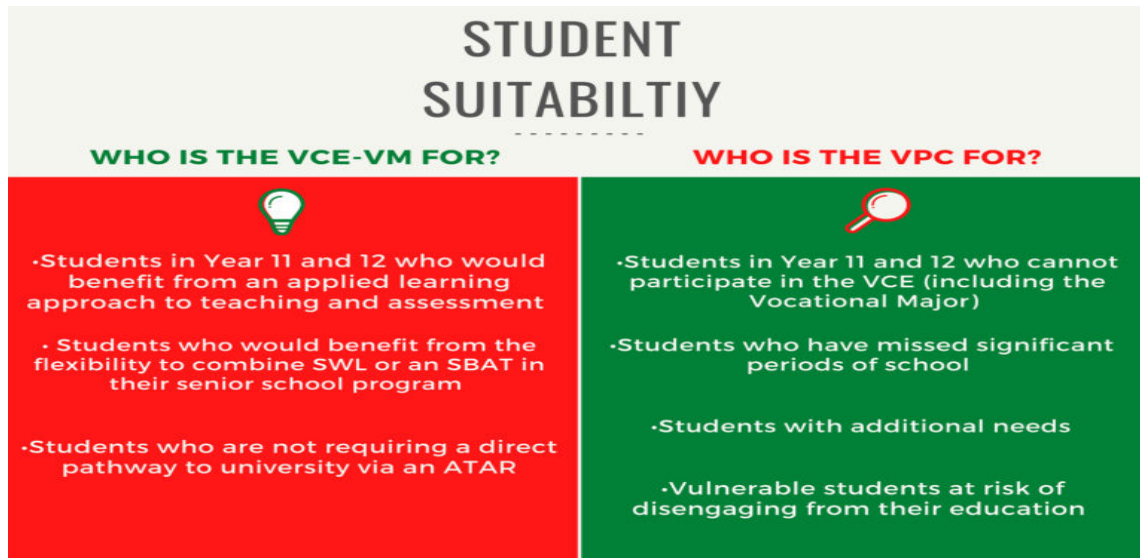 STUDENT
SUITABILTIY
---------
WHO IS THE VCE-VM FOR?
•Students in Year 11 and 12 who would
benefit from an applied learning
approach to teaching and assessment
• Students who would benefit from the
flexibility to combine SWL or an SBAT in
their senior school program
•Students who are not requiring a direct
pathway to university via an ATAR
WHO IS THE VPC FOR?
•Students in Year 11 and 12 who cannot
participate in the VCE (including the
Vocational Major)
•Students who have missed significant
periods of school
•Students with additional needs
•Vulnerable students at risk of
disengaging from their education